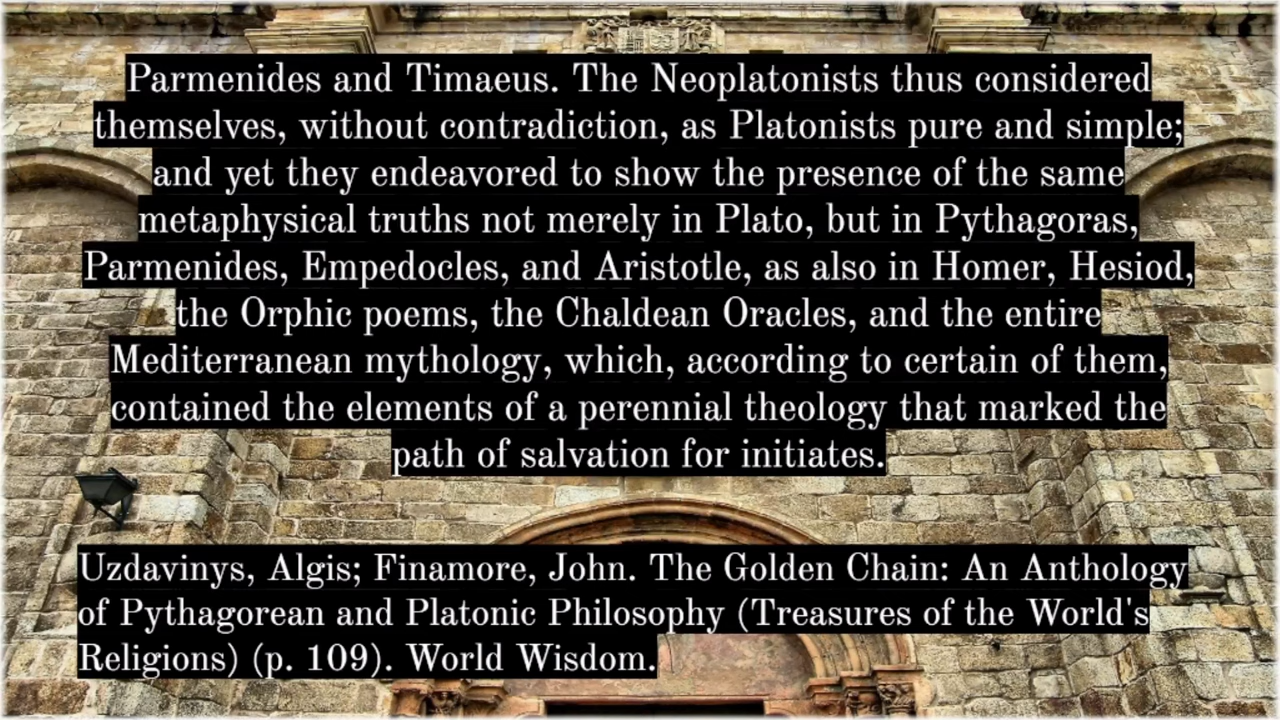 Parmenides and Timaeus. The Neoplatonists thus considered
themselves, without contradiction, as Platonists pure and simple;
and yet they endeavored to show the presence of the same
metaphysical truths not merely in Plato, but in Pythagoras,
Parmenides, Empedocles, and Aristotle, as also in Homer, Hesiod,
the Orphic poems, the Chaldean Oracles, and the entire
Mediterranean mythology, which, according to certain of them,
contained the elements of a perennial theology that marked the
path of salvation for initiates.
Uzdavinys, Algis; Finamore, John. The Golden Chain: An Anthology
of Pythagorean and Platonic Philosophy (Treasures of the World's
Religions) (p. 109). World Wisdom.